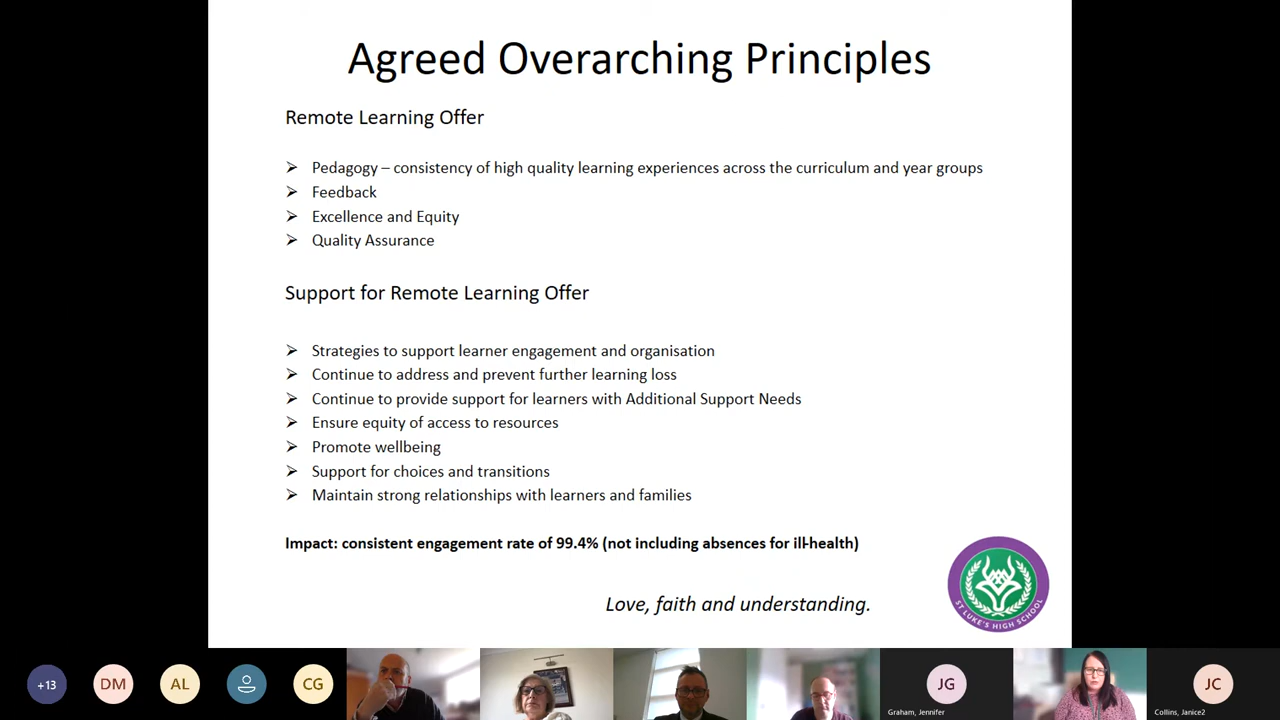 Agreed Overarching Principles
Remote Learning Offer
Pedagogy – consistency of high quality learning experiences across the curriculum and year groups
Feedback
Excellence and Equity
Quality Assurance
Support for Remote Learning Offer
Strategies to support learner engagement and organisation
Continue to address and prevent further learning loss
Continue to provide support for learners with Additional Support Needs
Ensure equity of access to resources
Promote wellbeing
Support for choices and transitions
Maintain strong relationships with learners and families
Impact: consistent engagement rate of 99.4% (not including absences for ill-health)
Love, faith and understanding.
ST LUKE'S HIGH SCHOOL
+13
DM
AL
CG
JG
Graham, Jennifer
JC
Collins, Janice2